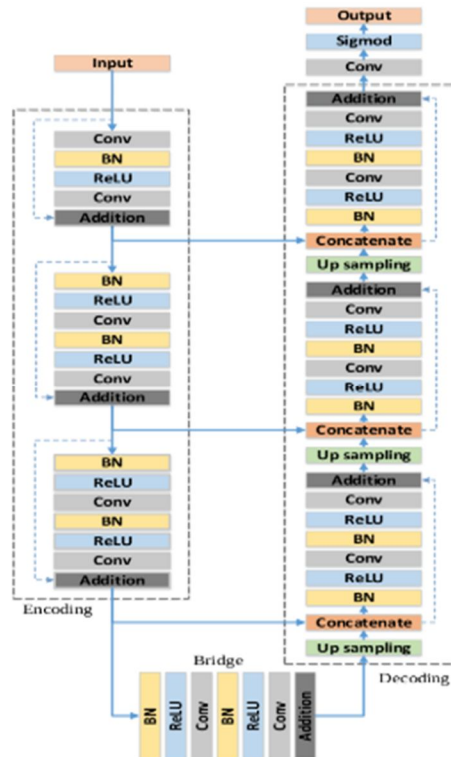 Input
Conv
BN
ReLU
Conv
Addition
BN
ReLU
Conv
BN
ReLU
Conv
Addition
BN
ReLU
Conv
BN
ReLU
Conv
Addition
Encoding
Bridge
BN
ReLU
Conv
BN
ReLU
Conv
Addition
Output
Sigmod
Conv
Addition
Conv
ReLU
BN
Conv
ReLU
BN
Concatenate
Up sampling
Addition
Conv
ReLU
BN
Conv
ReLU
BN
Concatenate
Up sampling
Addition
Conv
ReLU
BN
Conv
ReLU
BN
Concatenate
Up sampling
Decoding